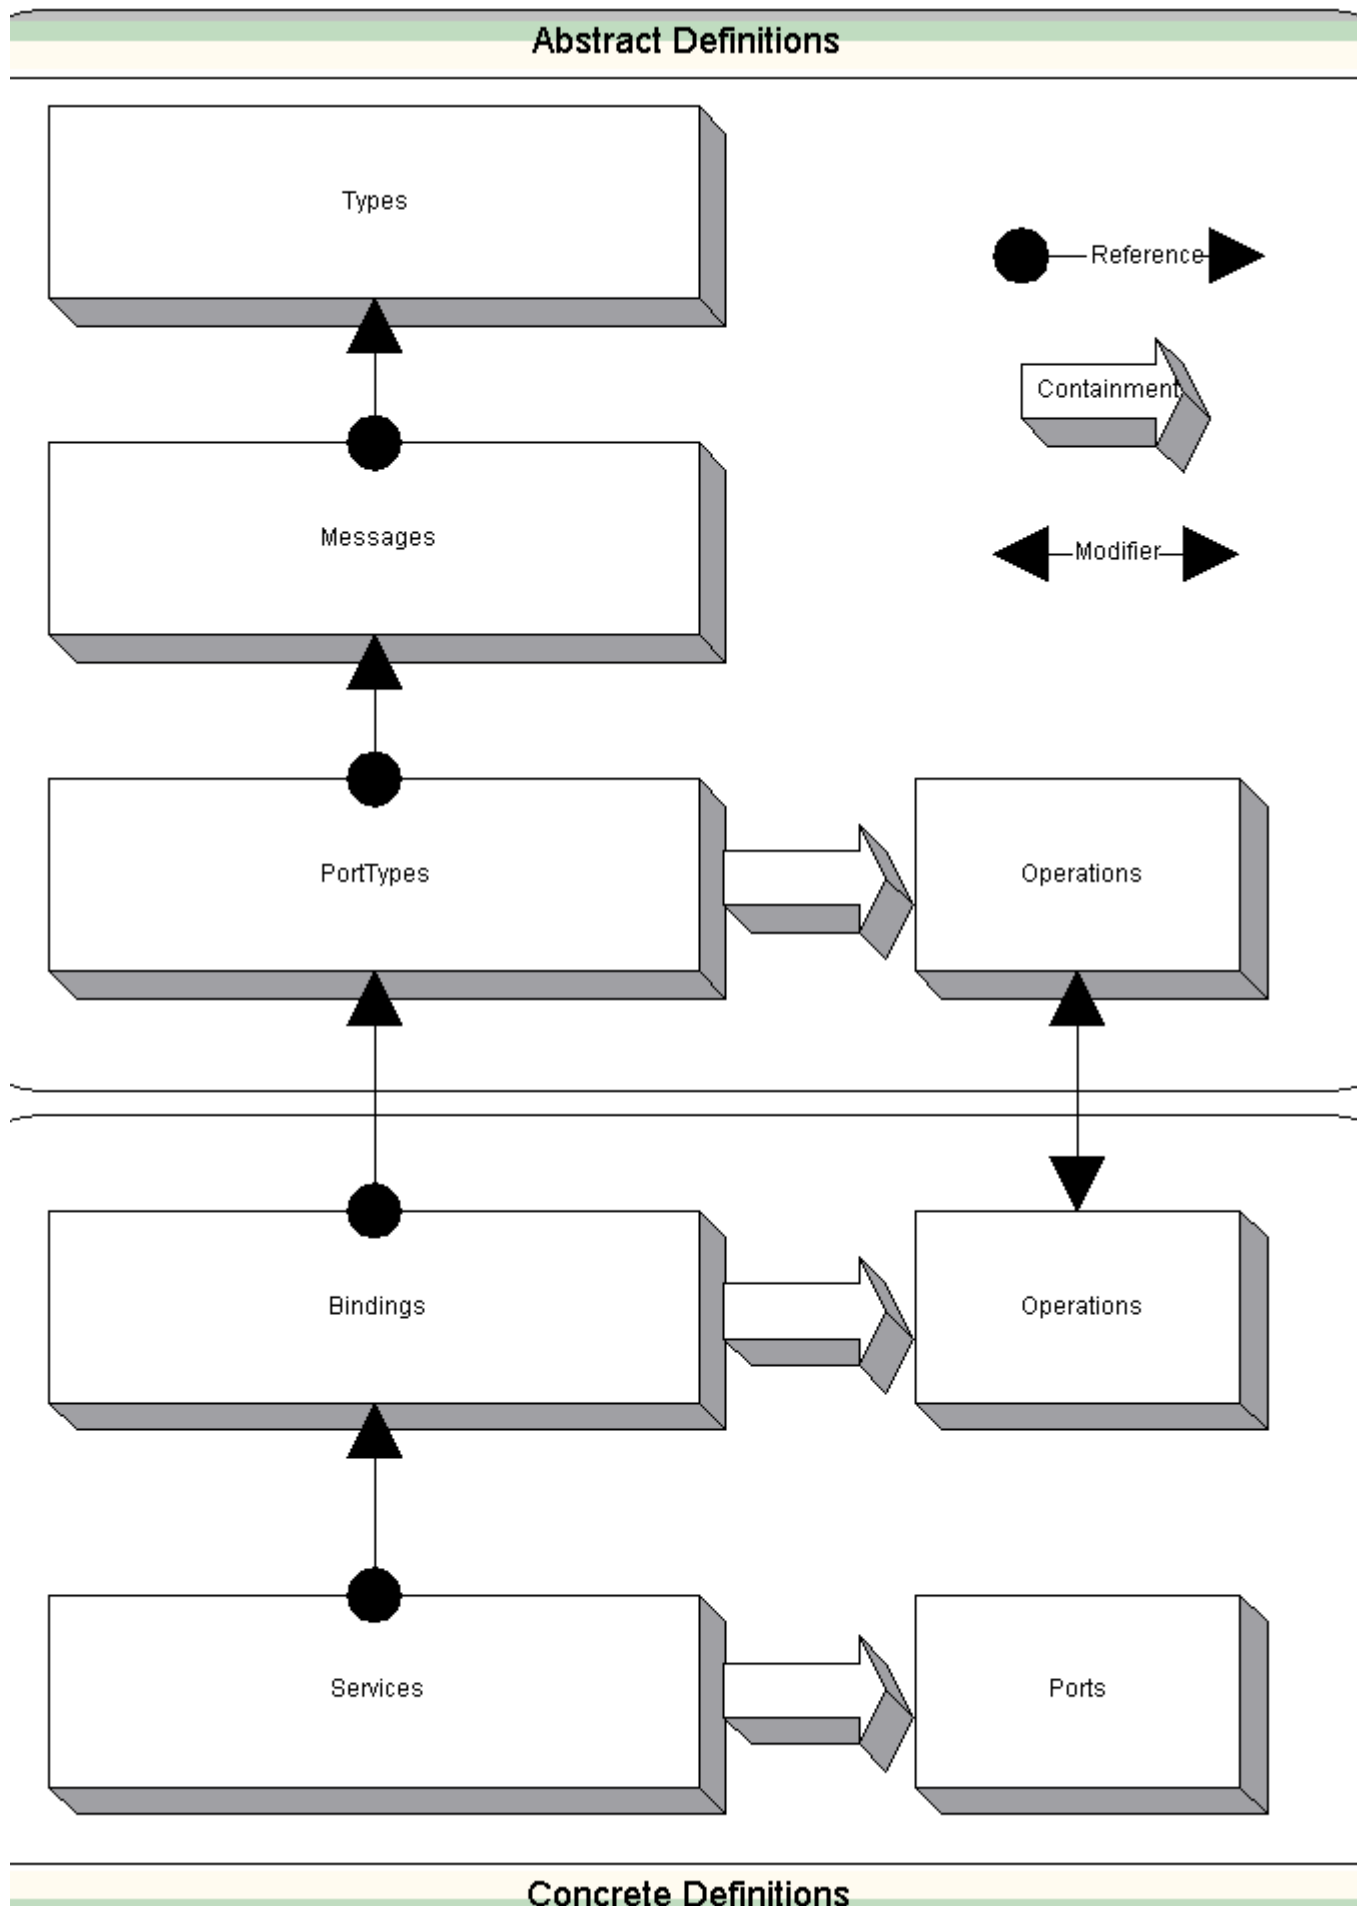 Abstract Definitions
Types
Reference
Containment
Messages
Modifier
PortTypes
Operations
Bindings
Operations
Services
Ports
Concrete Definitions